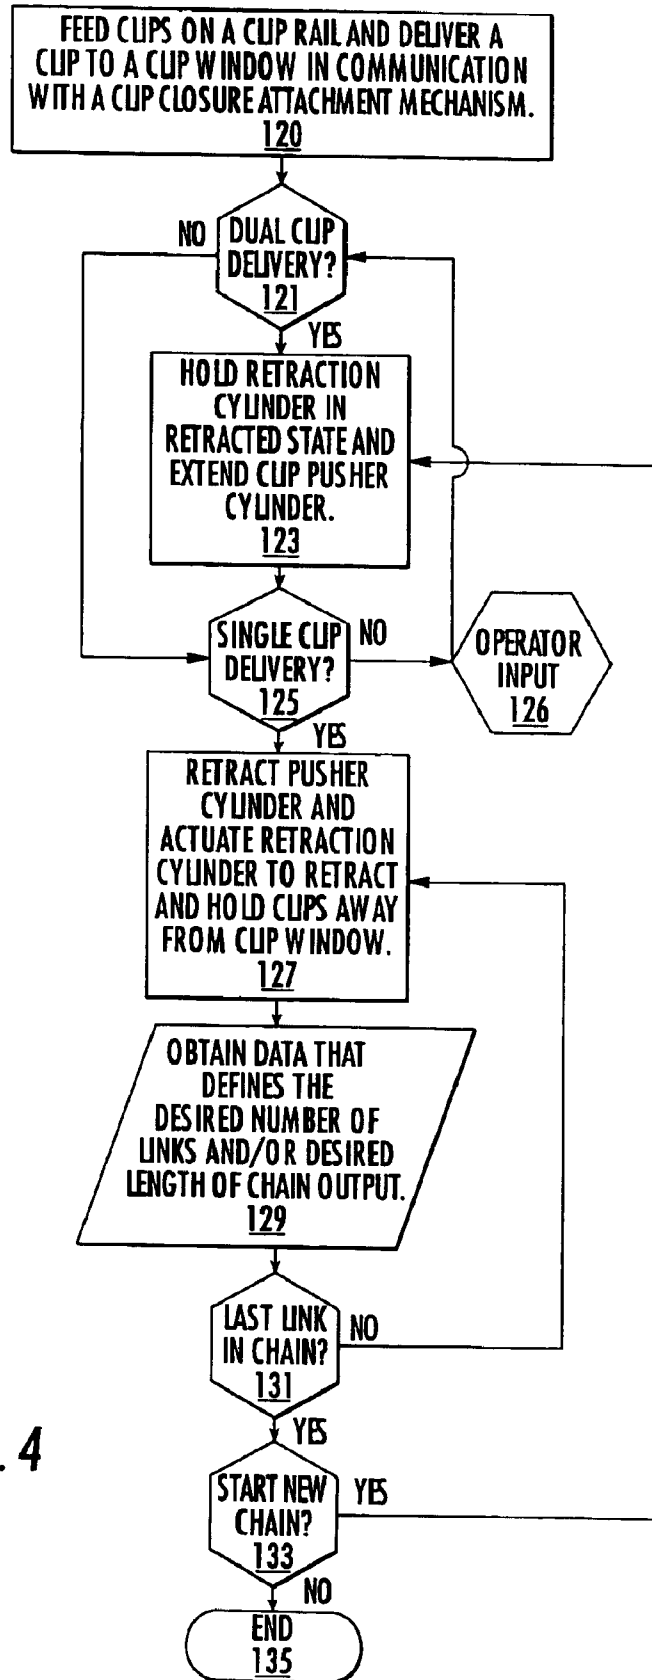 FEED CLIPS ON A CLIP RAIL AND DELIVER A
CLIP TO A CLIP WINDOW IN COMMUNICATION
WITH A CLIP CLOSURE ATTACHMENT MECHANISM.
120
NO
DUAL CLIP
DELIVERY?
121
YES
HOLD RETRACTION
CYLINDER IN
RETRACTED STATE AND
EXTEND CLIP PUSHER
CYLINDER.
123
SINGLE CLIP
DELIVERY?
125
NO
OPERATOR
INPUT
126
YES
RETRACT PUSHER
CYLINDER AND
ACTUATE RETRACTION
CYLINDER TO RETRACT
AND HOLD CLIPS AWAY
FROM CLIP WINDOW.
127
OBTAIN DATA THAT
DEFINES THE
DESIRED NUMBER OF
LINKS AND/OR DESIRED
LENGTH OF CHAIN OUTPUT.
129
LAST LINK
IN CHAIN?
131
NO
YES
. 4
START NEW
CHAIN?
133
YES
NO
END
135